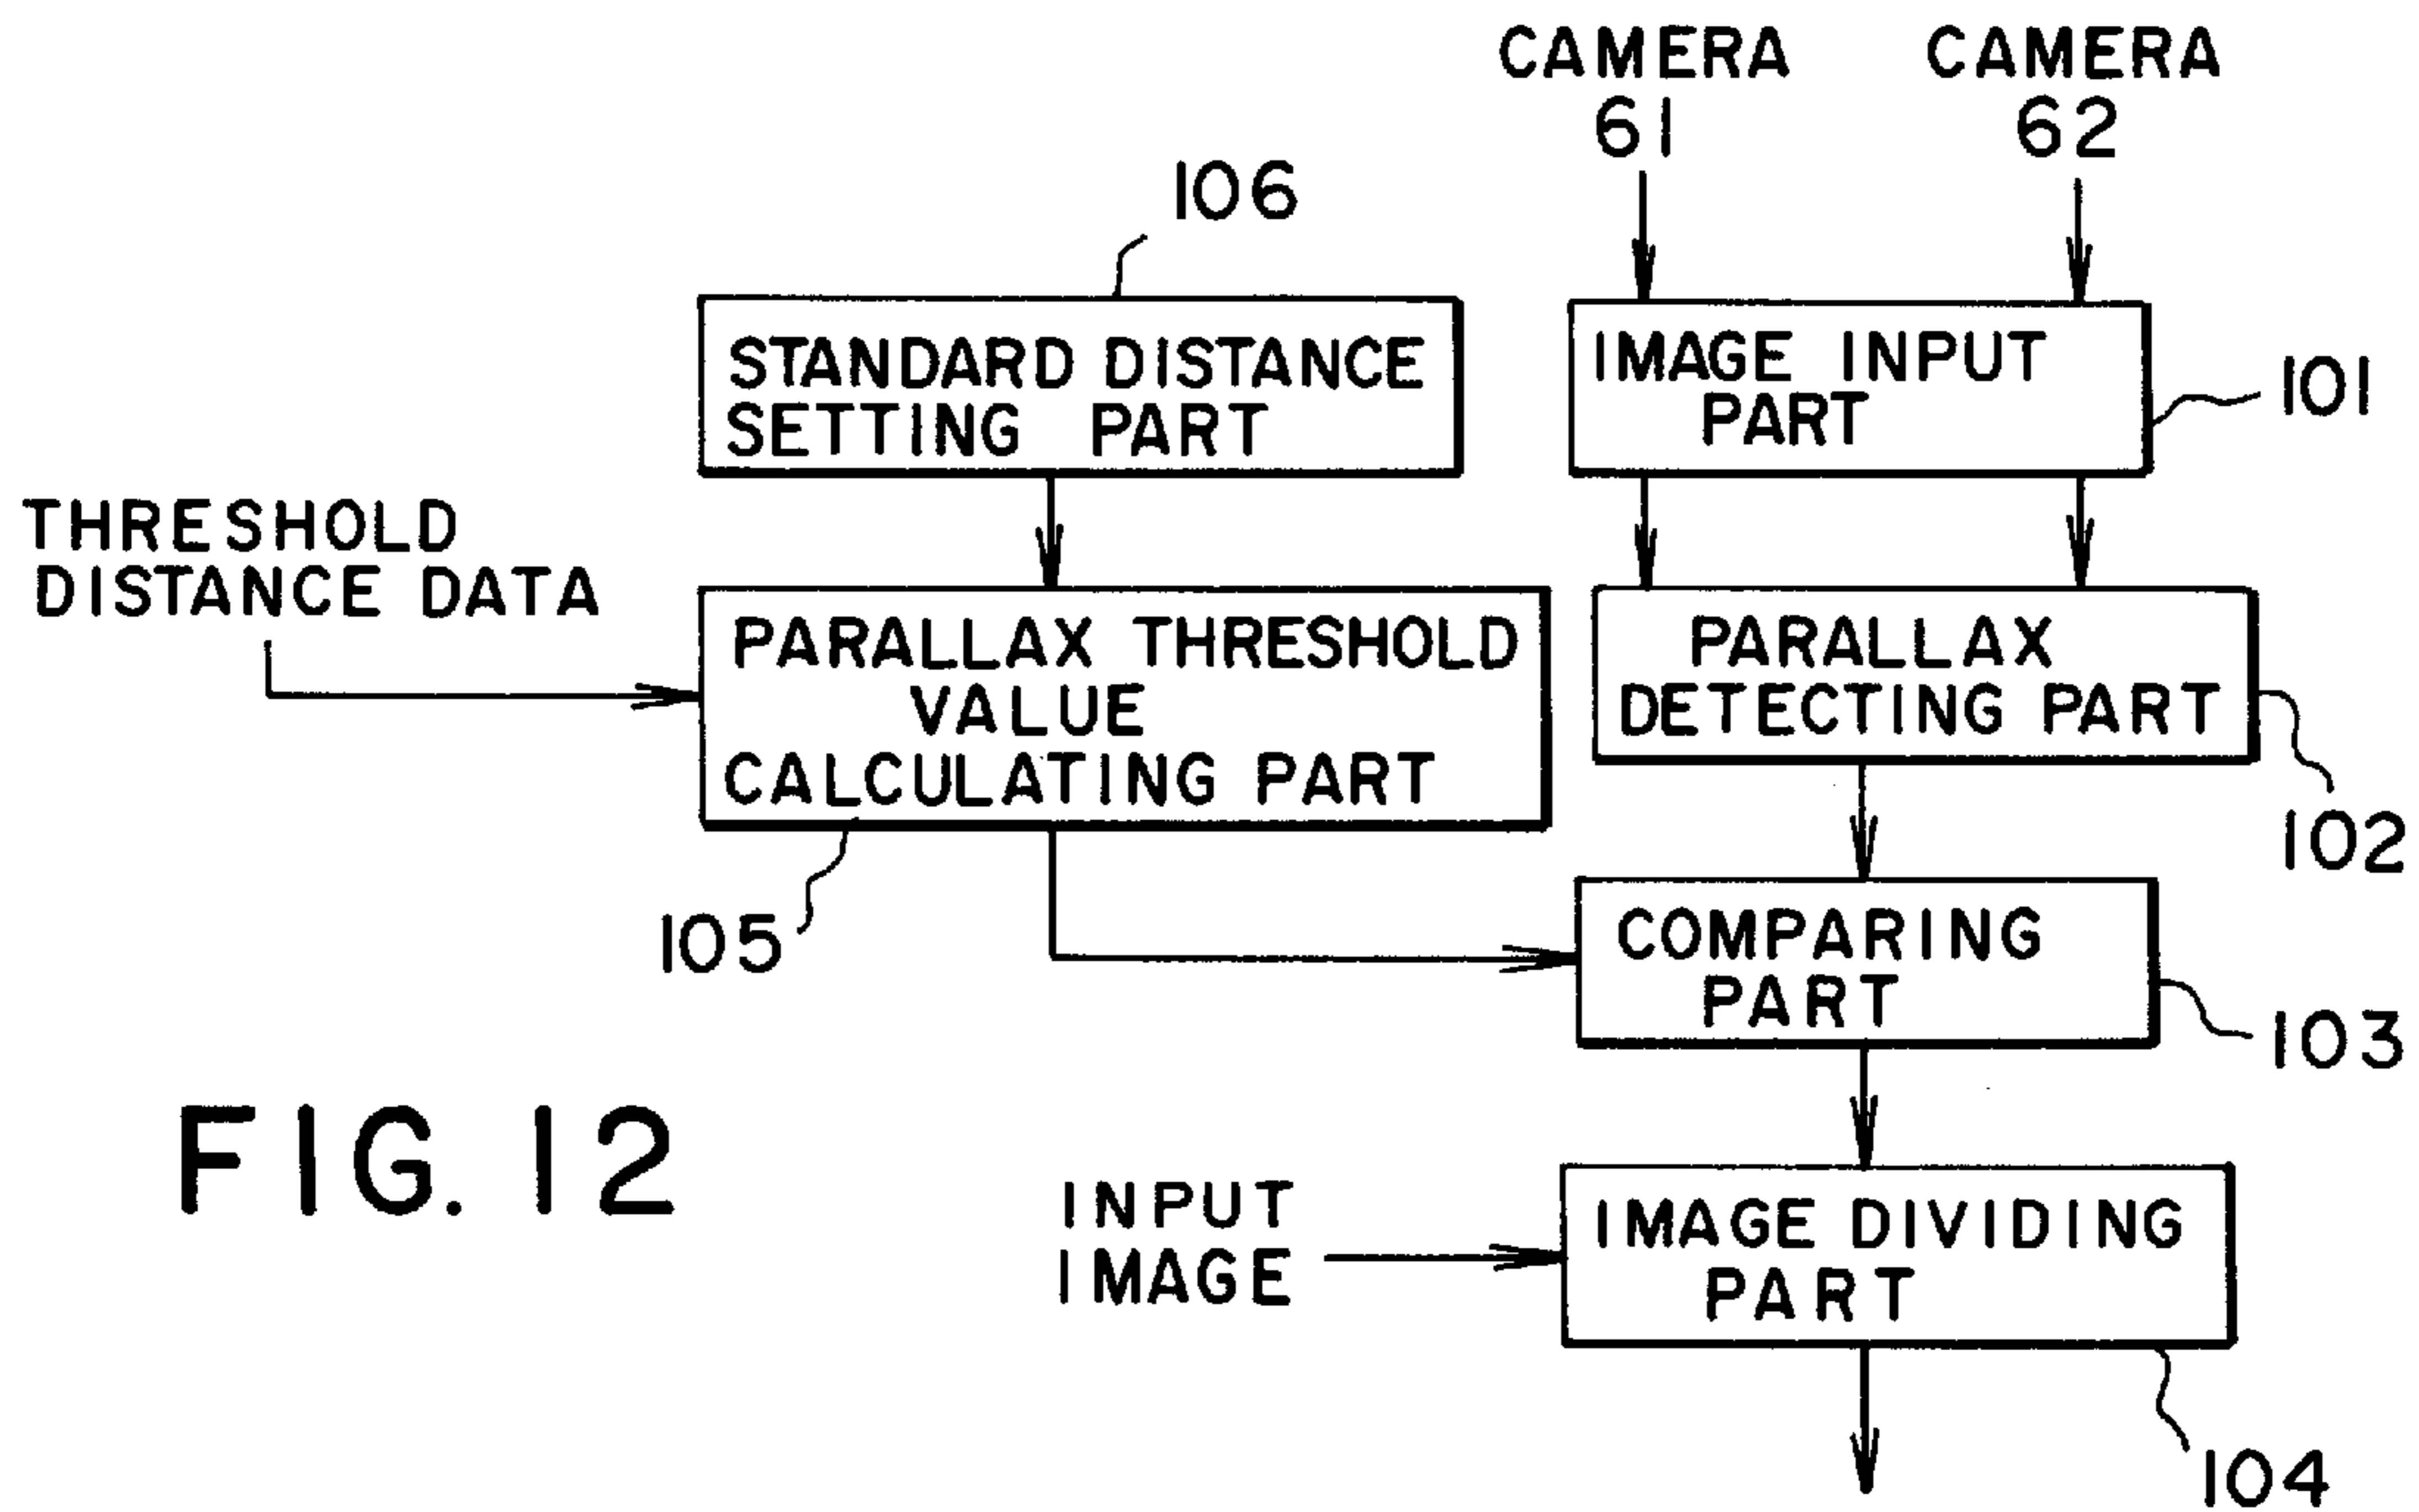 CAMERA
61
CAMERA
62
106
STANDARD DISTANCE
SETTING PART
IMAGE INPUT
PART
101
THRESHOLD
DISTANCE DATA
PARALLAX THRESHOLD
VALUE
CALCULATING PART
105
PARALLAX
DETECTING PART
102
COMPARING
PART
103
FIG. 12
INPUT
IMAGE
IMAGE DIVIDING
PART
104